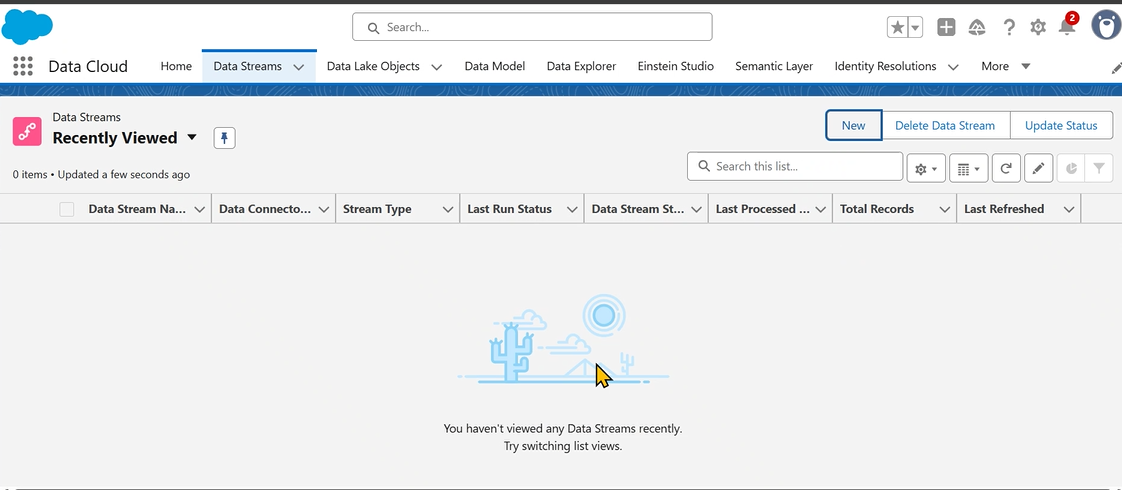 Search...
2
Data Cloud
Home
Data Streams
Data Lake Objects
Data Model
Data Explorer
Einstein Studio
Semantic Layer
Identity Resolutions
More
Data Streams
Recently Viewed
New
Delete Data Stream
Update Status
0 items • Updated a few seconds ago
Search this list...
Data Stream Na...
Data Connecto...
Stream Type
Last Run Status
Data Stream St...
Last Processed ...
Total Records
Last Refreshed
You haven't viewed any Data Streams recently.
Try switching list views.